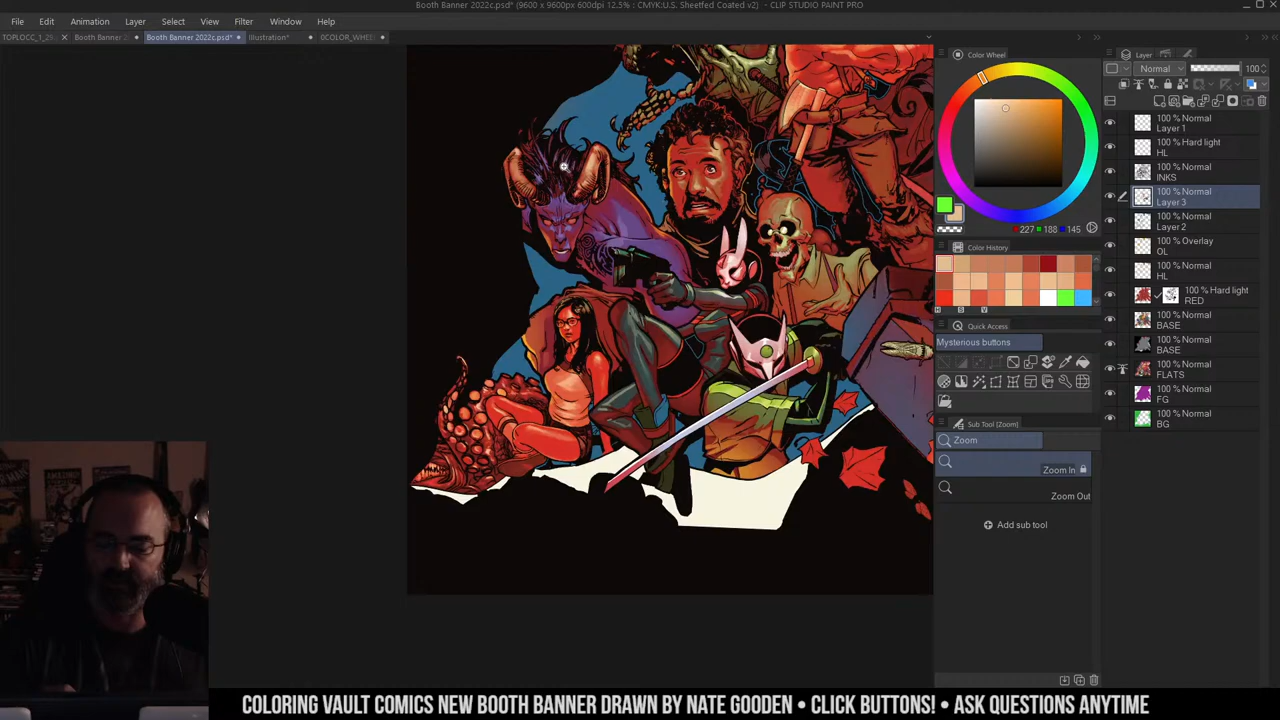 Booth Banner 2022c.psd* (9600 x 9600px 600dpi 12.5% : CMYK:U.S. Sheetfed Coated v2) - CLIP STUDIO PAINT PRO
File Edit Animation Layer Select View Filter Window Help
TOPLOCC_1_29 Booth Banner 20 Booth Banner 2022c.psd* Illustration* 0COLOR_WHEE
Color Wheel
Layer
Normal 100
100 % Normal
Layer 1
100 % Hard light
HL
100 % Normal
INKS
100 % Normal
Layer 3
100 % Normal
Layer 2
100 % Overlay
OL
100 % Normal
HL
100 % Hard light
RED
100 % Normal
BASE
100 % Normal
BASE
100 % Normal
FLATS
100 % Normal
FG
100 % Normal
BG
227 188 145
Color History
H S V
Quick Access
Mysterious buttons
Sub Tool [Zoom]
Zoom
Zoom In
Zoom Out
Add sub tool
COLORING VAULT COMICS NEW BOOTH BANNER DRAWN BY NATE GOODEN • CLICK BUTTONS! • ASK QUESTIONS ANYTIME